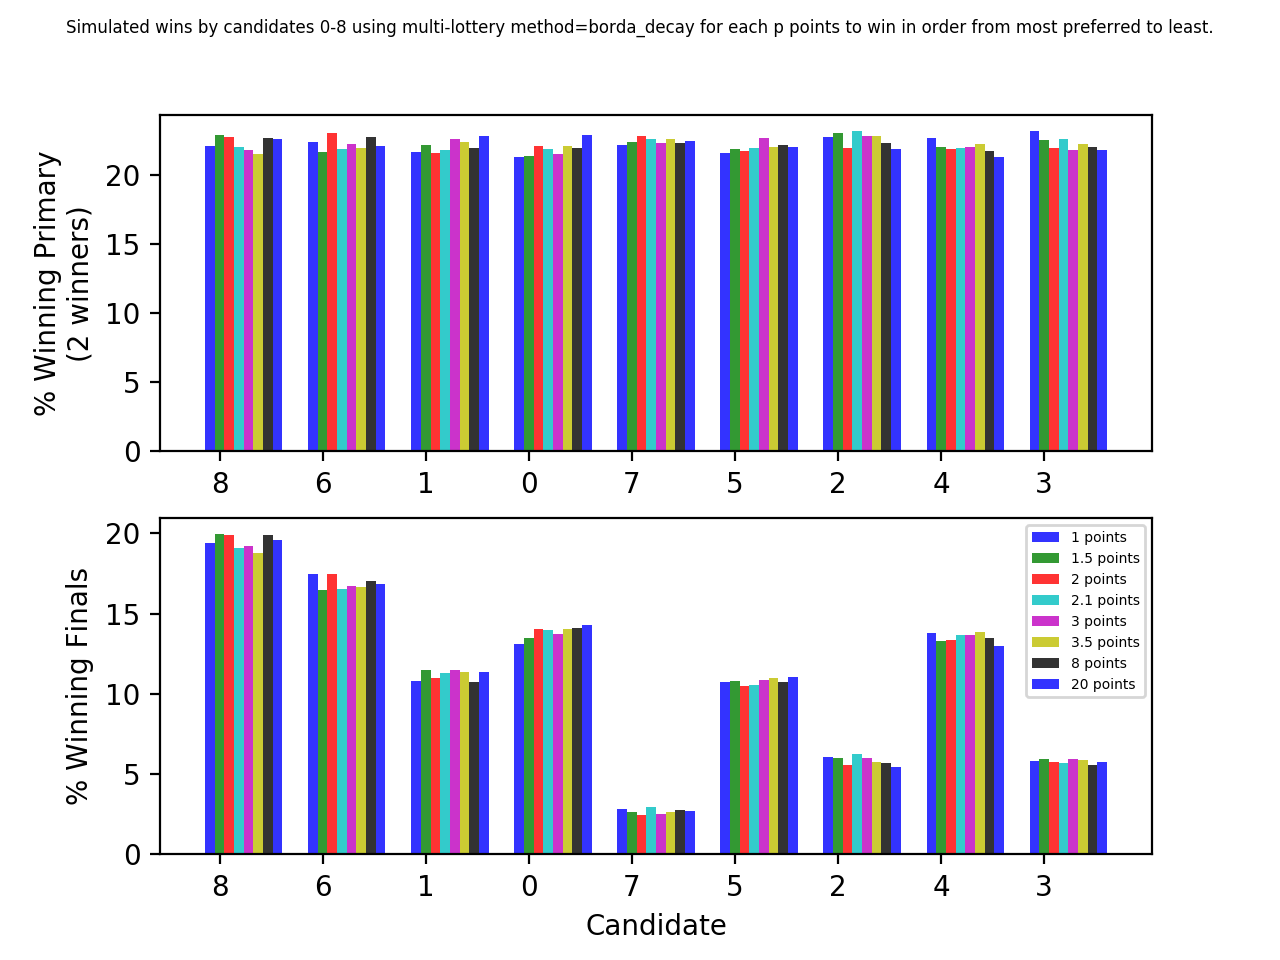 Simulated wins by candidates 0-8 using multi-lottery method=borda_decay for each p points to win in order from most preferred to least.
% Winning Primary
(2 winners)
20
15
10
5
0
8 6 1 0 7 5 2 4 3
% Winning Finals
20
15
10
5
0
1 points
1.5 points
2 points
2.1 points
3 points
3.5 points
8 points
20 points
8 6 1 0 7 5 2 4 3
Candidate